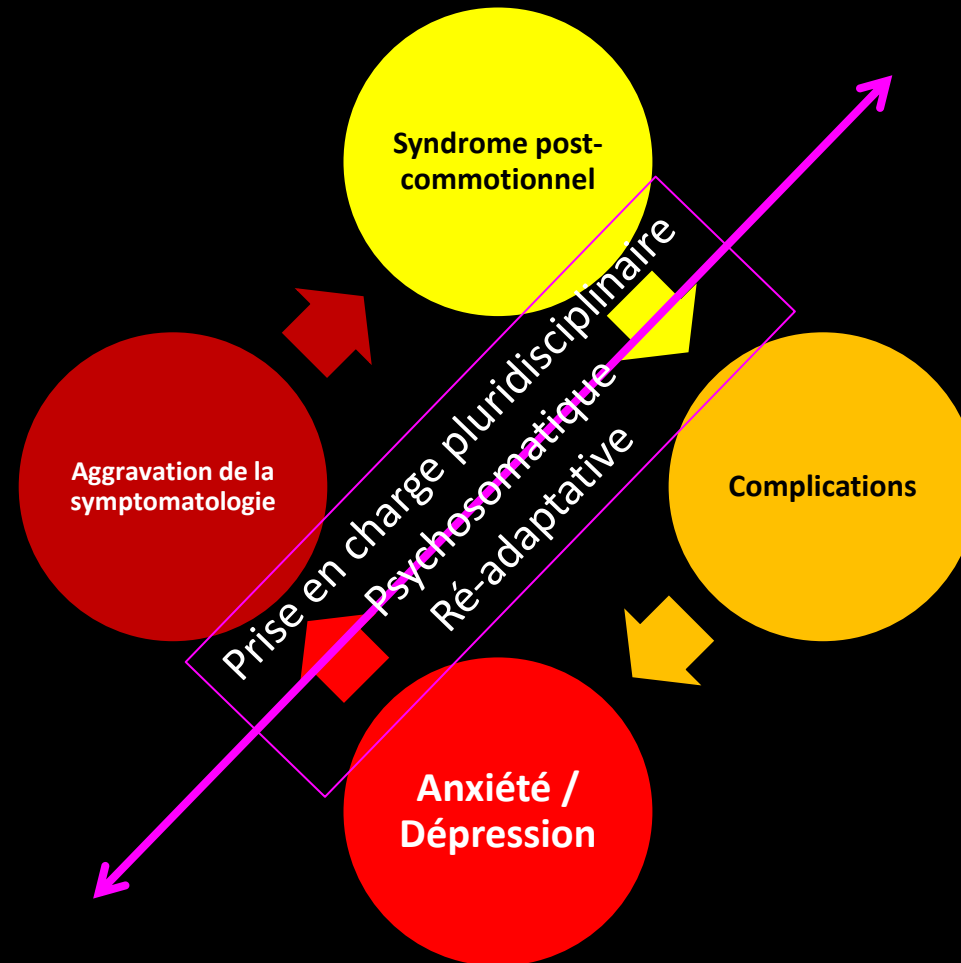 Syndrome post-
commotionnel
Aggravation de la
symptomatologie
Prise en charge pluridisciplinaire
Psychosomatique
Ré-adaptative
Complications
Anxiété /
Dépression